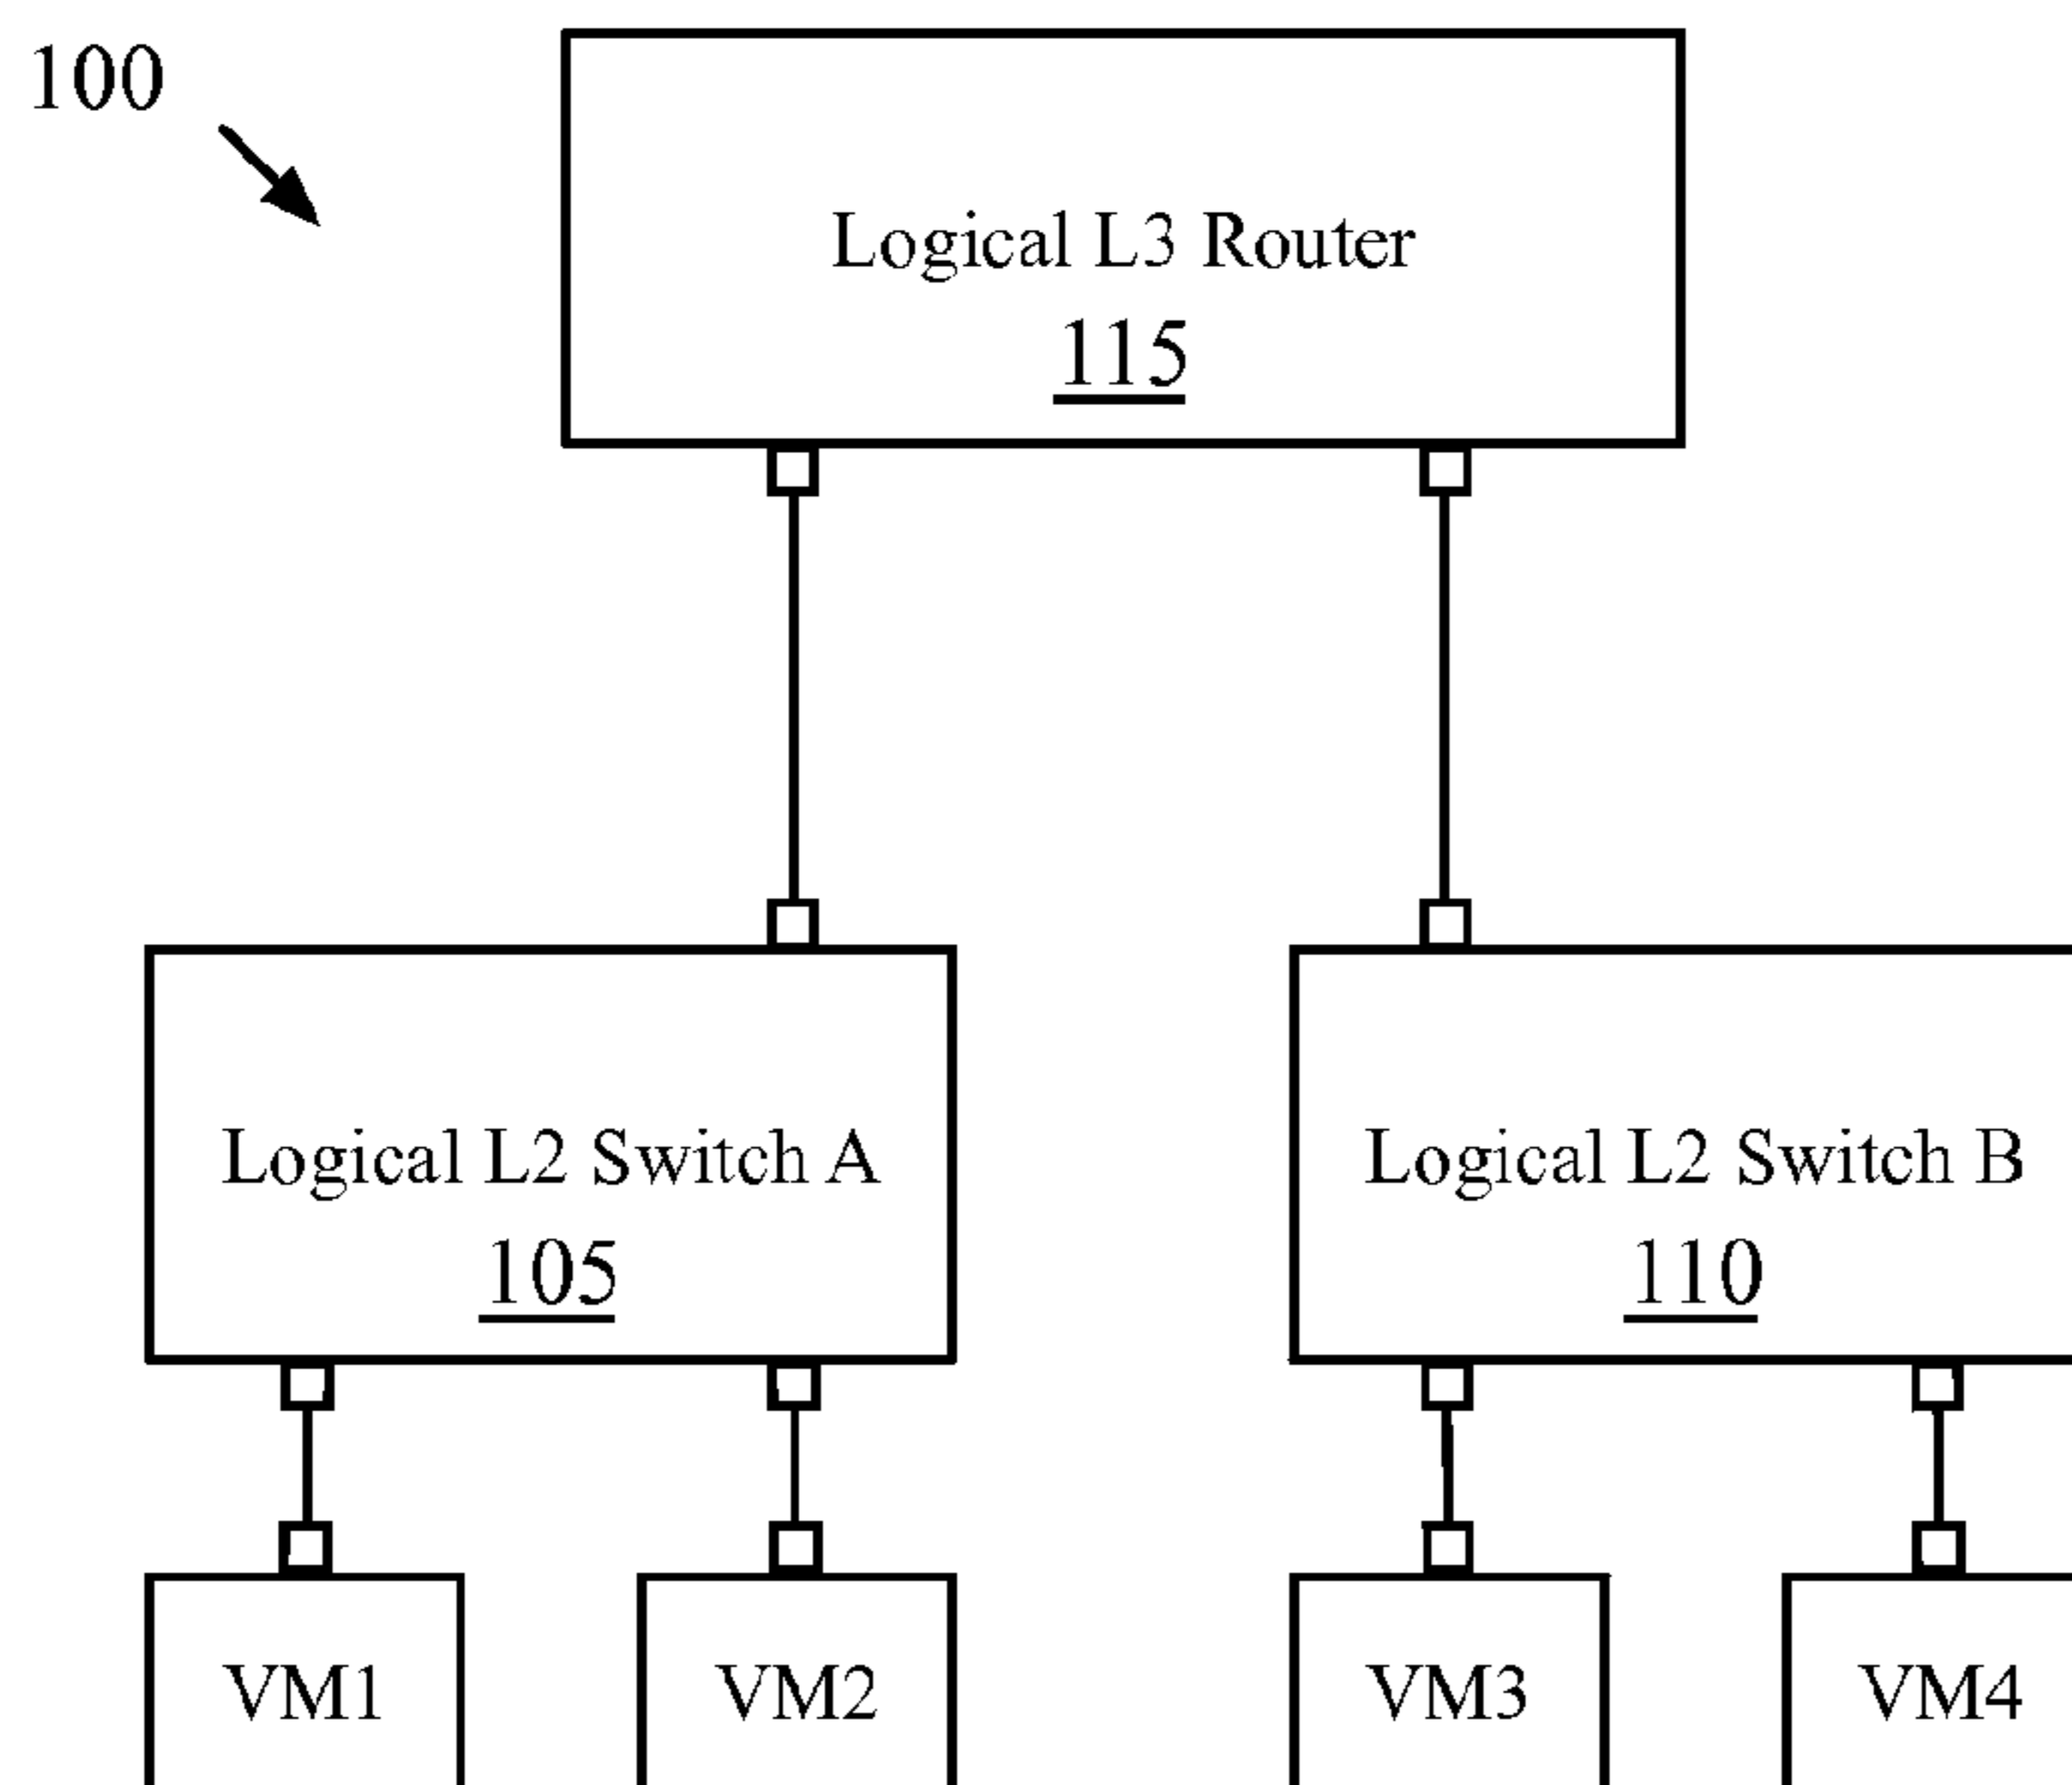 100
Logical L3 Router
115
Logical L2 Switch A
105
Logical L2 Switch B
110
VM1
VM2
VM3
VM4